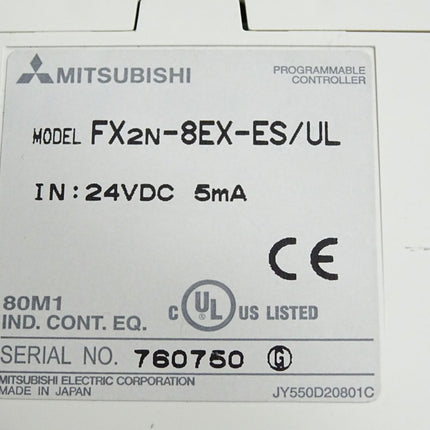 MITSUBISHI
PROGRAMMABLE
CONTROLLER
MODEL FX2N-8EX-ES/UL
IN:24VDC 5mA
CE
80M1
IND. CONT. EQ.
C UL US LISTED
SERIAL NO. 760750 G
MITSUBISHI ELECTRIC CORPORATION
MADE IN JAPAN
JY550D20801C